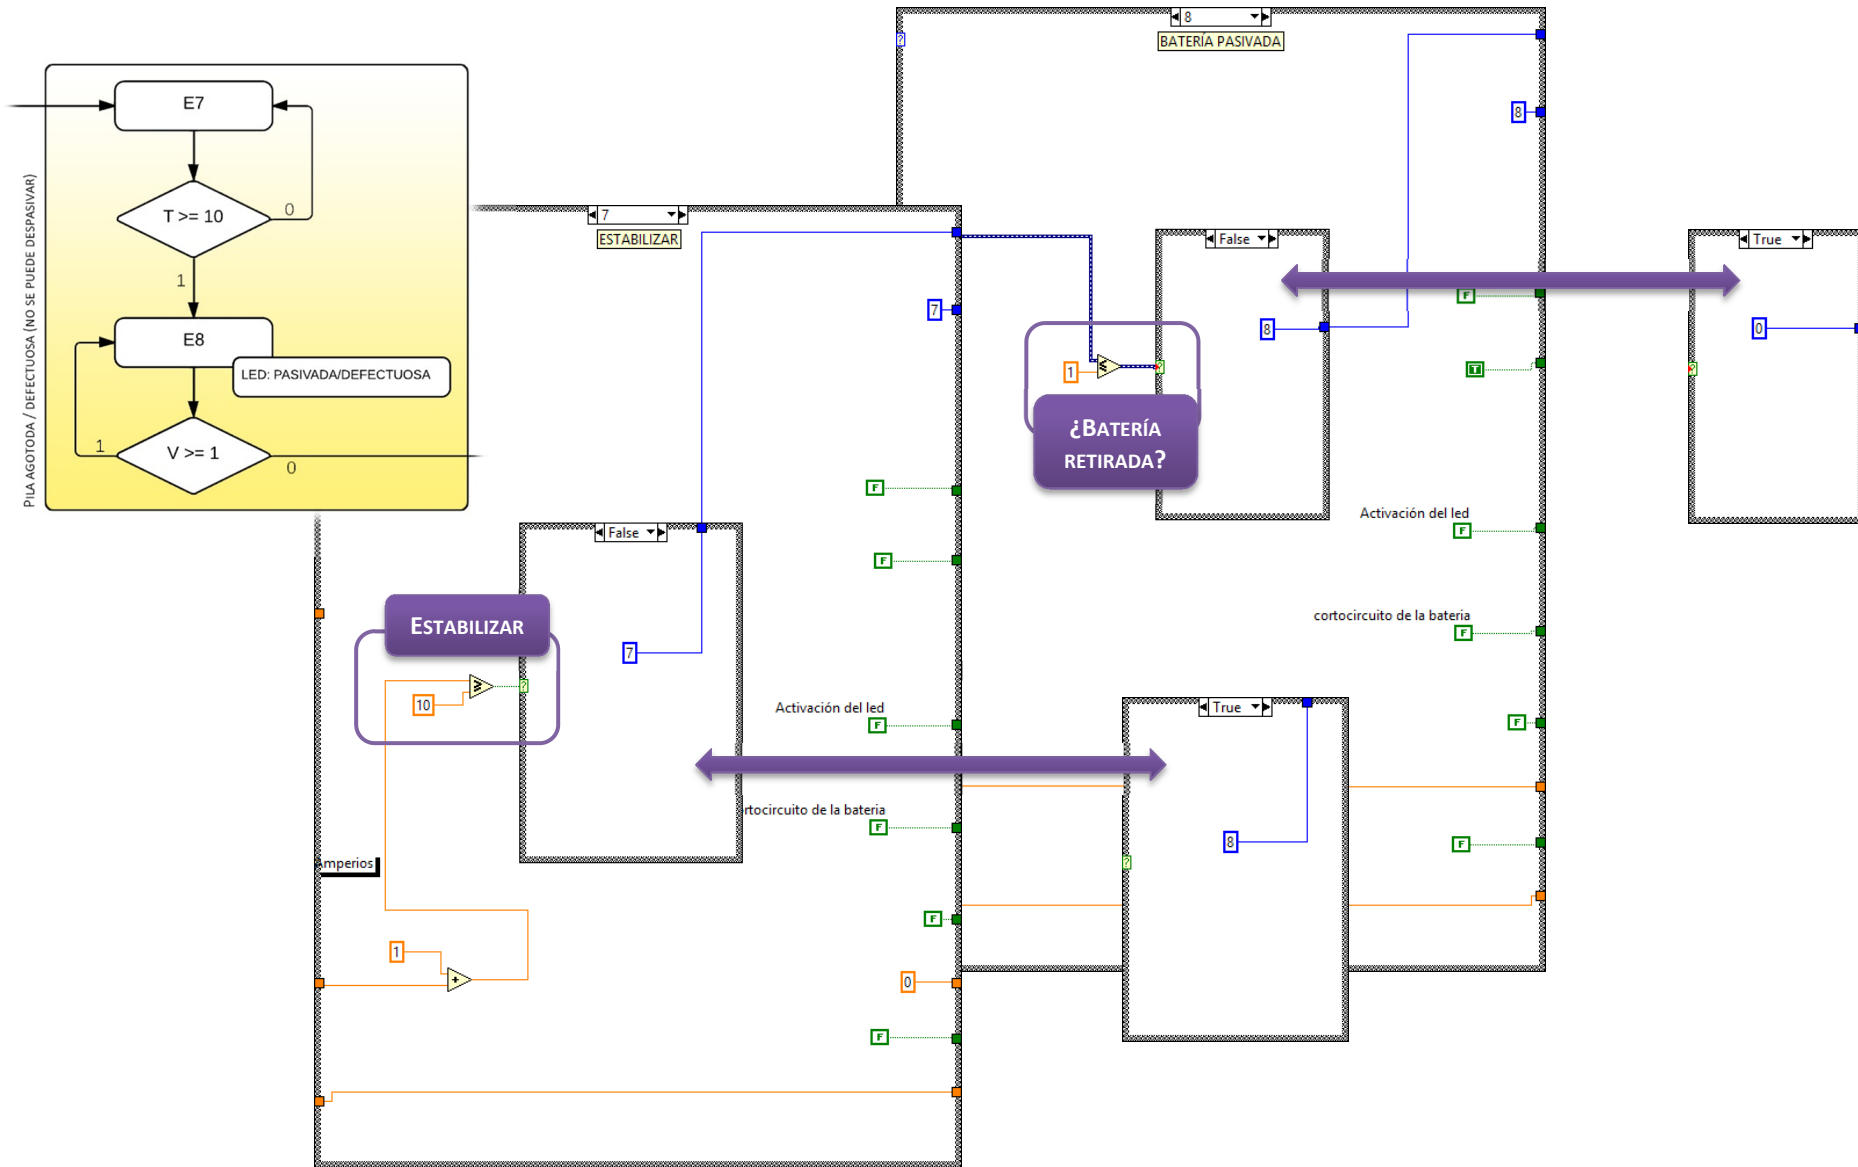 8
BATERÍA PASIVADA
?
8
E7
T >= 10
0
1
E8
LED: PASIVADA/DEFECTUOSA
V >= 1
1
0
PILA AGOTODA / DEFECTUOSA (NO SE PUEDE DESPASIVAR)
7
ESTABILIZAR
7
False
8
1
?
¿BATERÍA
RETIRADA?
True
0
?
F
T
F
F
False
7
ESTABILIZAR
10
?
Activación del led
F
rtocircuito de la bateria
F
Amperios
1
+
F
0
F
Activación del led
F
cortocircuito de la bateria
F
F
F
True
8
?